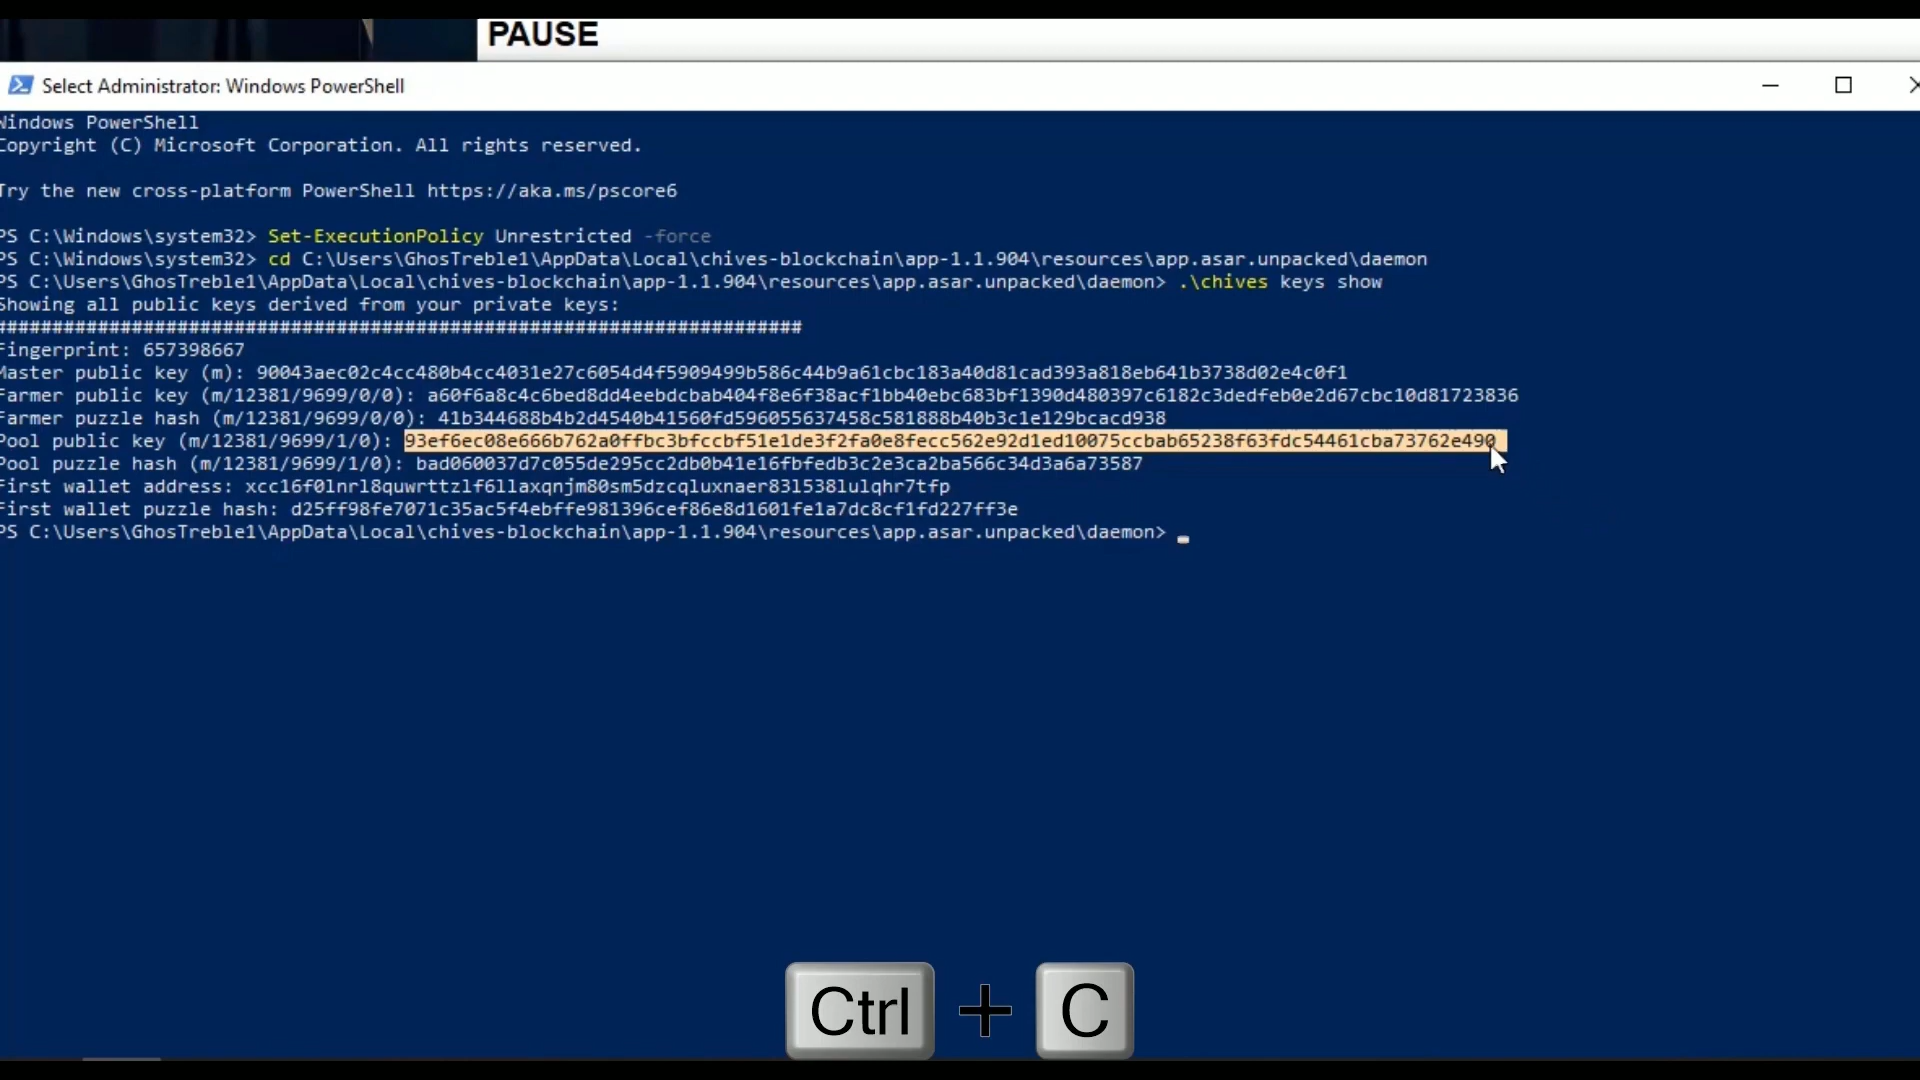 PAUSE
Select Administrator: Windows PowerShell
Windows PowerShell
Copyright (C) Microsoft Corporation. All rights reserved.
Try the new cross-platform PowerShell https://aka.ms/pscore6
PS C:\Windows\system32> Set-ExecutionPolicy Unrestricted -force
PS C:\Windows\system32> cd C:\Users\GhosTreble1\AppData\Local\chives-blockchain\app-1.1.904\resources\app.asar.unpacked\daemon
PS C:\Users\GhosTreble1\AppData\Local\chives-blockchain\app-1.1.904\resources\app.asar.unpacked\daemon> .\chives keys show
Showing all public keys derived from your private keys:
#######################################################################
Fingerprint: 657398667
Master public key (m): 90043aec02c4cc480b4cc4031e27c6054d4f5909499b586c44b9a61cbc183a40d81cad393a818eb641b3738d02e4c0f1
Farmer public key (m/12381/9699/0/0): a60f6a8c4c6bed8dd4eebdcbab404f8e6f38acf1bb40ebc683bf1390d480397c6182c3dedfeb0e2d67cbc10d81723836
Farmer puzzle hash (m/12381/9699/0/0): 41b344688b4b2d4540b41560fd596055637458c581888b40b3c1e129bcacd938
Pool public key (m/12381/9699/1/0): 93ef6ec08e666b762a0ffbc3bfccbf51e1de3f2fa0e8fecc562e92d1ed10075ccbab65238f63fdc54461cba73762e490
Pool puzzle hash (m/12381/9699/1/0): bad060037d7c055de295cc2db0b41e16fbfedb3c2e3ca2ba566c34d3a6a73587
First wallet address: xcc16f0lnrl8quwrttzlf6llaxqnjm80sm5dzcqluxnaer83l538lulqhr7tfp
First wallet puzzle hash: d25ff98fe7071c35ac5f4ebffe981396cef86e8d1601fe1a7dc8cf1fd227ff3e
PS C:\Users\GhosTreble1\AppData\Local\chives-blockchain\app-1.1.904\resources\app.asar.unpacked\daemon>
Ctrl + C